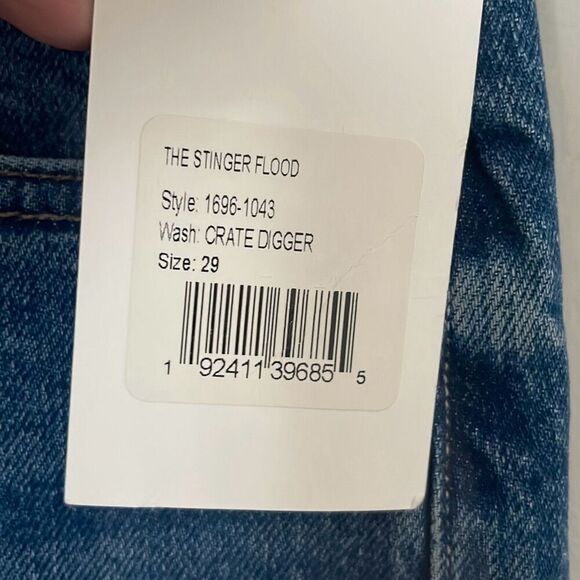 THE STINGER FLOOD
Style: 1696-1043
Wash: CRATE DIGGER
Size: 29
1 92411 39685 5